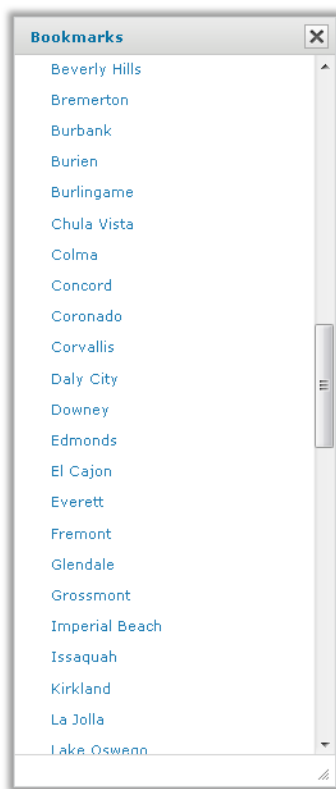 Bookmarks
Beverly Hills
Bremerton
Burbank
Burien
Burlingame
Chula Vista
Colma
Concord
Coronado
Corvallis
Daly City
Downey
Edmonds
El Cajon
Everett
Fremont
Glendale
Grossmont
Imperial Beach
Issaquah
Kirkland
La Jolla
Lake Oswego